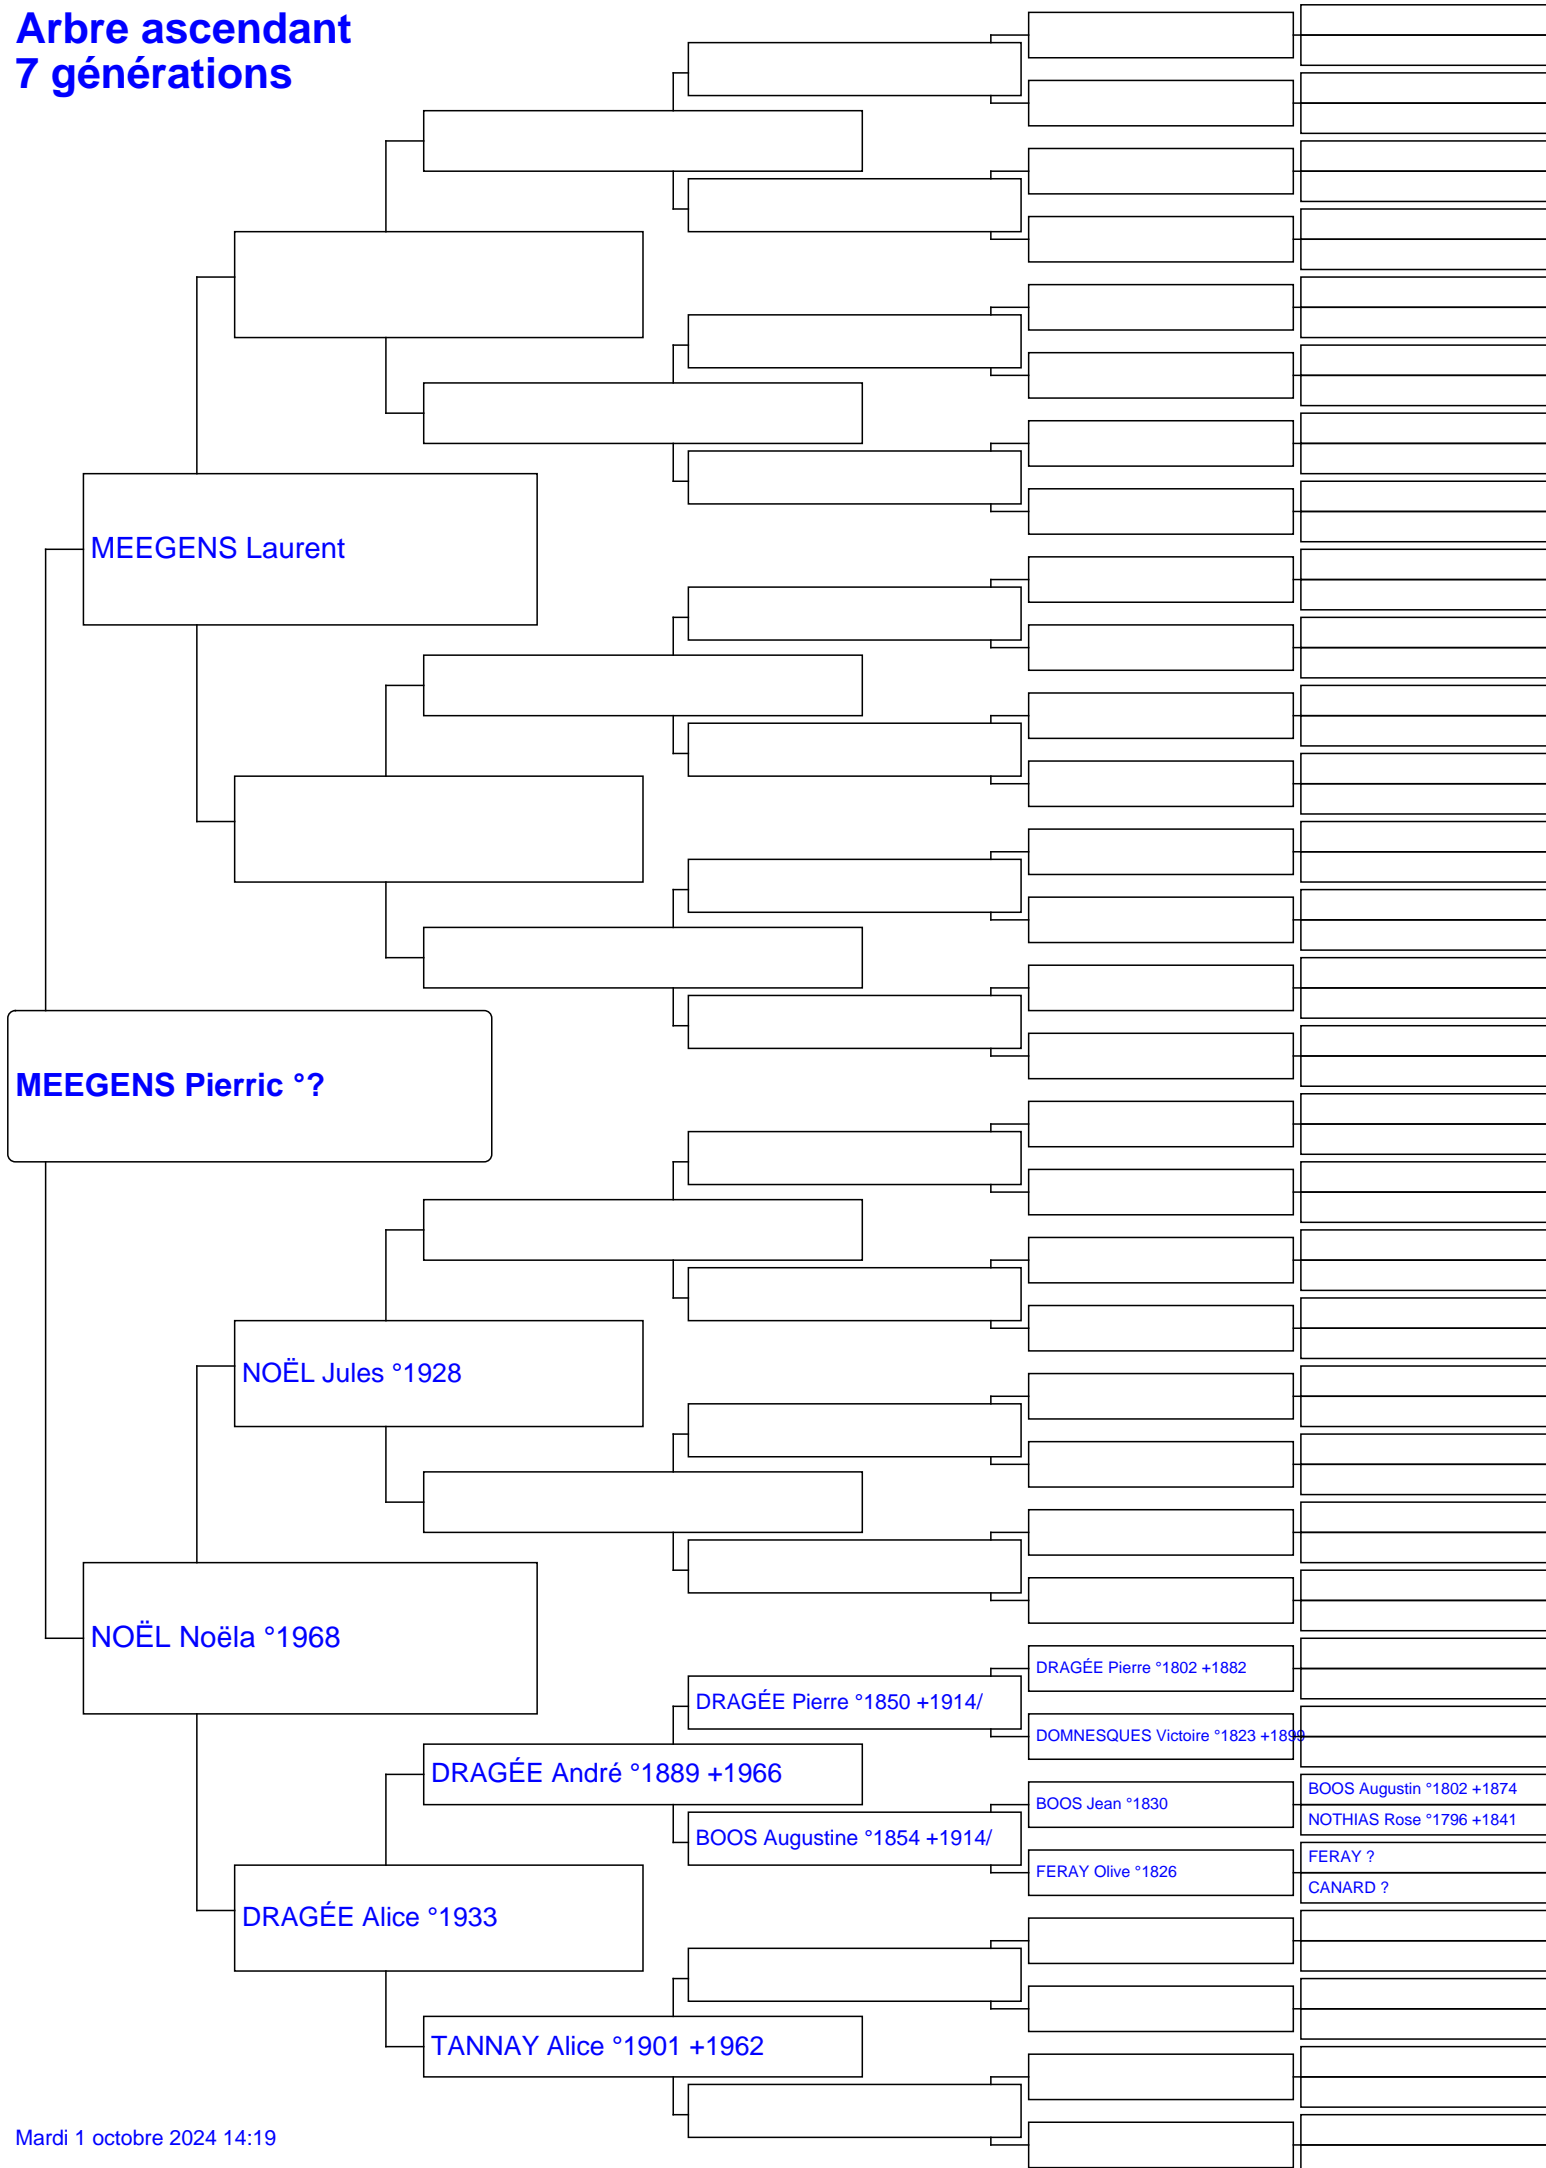 Arbre ascendant
7 générations
MEEGENS Laurent
MEEGENS Pierric °?
NOËL Jules °1928
NOËL Noëla °1968
DRAGÉE Pierre °1802 +1882
DRAGÉE Pierre °1850 +1914/
DOMNESQUES Victoire °1823 +1899
DRAGÉE André °1889 +1966
BOOS Augustin °1802 +1874
BOOS Jean °1830
NOTHIAS Rose °1796 +1841
BOOS Augustine °1854 +1914/
FERAY ?
FERAY Olive °1826
CANARD ?
DRAGÉE Alice °1933
TANNAY Alice °1901 +1962
Mardi 1 octobre 2024 14:19